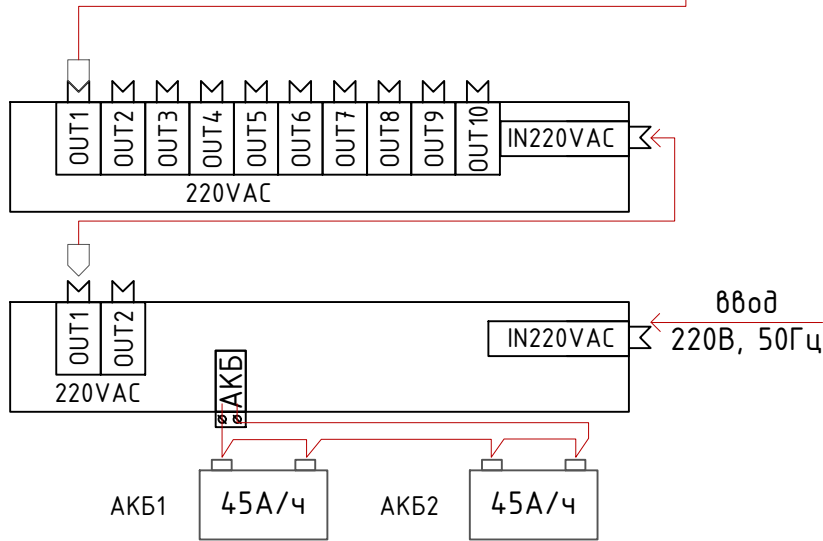 OUT1
OUT2
OUT3
OUT4
OUT5
OUT6
OUT7
OUT8
OUT9
OUT10
IN220VAC
220VAC
OUT1
OUT2
220VAC
АКБ
IN220VAC
ввод
220В, 50Гц
АКБ1
45А/ч
АКБ2
45А/ч